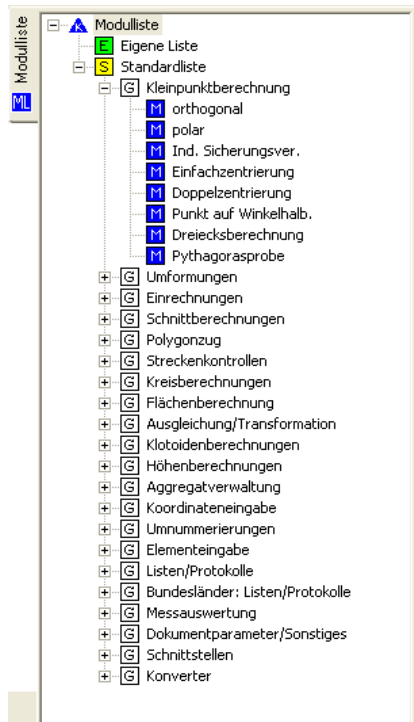 Modulliste
ML
K Modulliste
E Eigene Liste
S Standardliste
G Kleinpunktberechnung
M orthogonal
M polar
M Ind. Sicherungsver.
M Einfachzentrierung
M Doppelzentrierung
M Punkt auf Winkelhalb.
M Dreiecksberechnung
M Pythagorasprobe
G Umformungen
G Einrechnungen
G Schnittberechnungen
G Polygonzug
G Streckenkontrollen
G Kreisberechnungen
G Flächenberechnung
G Ausgleichung/Transformation
G Klotoidenberechnungen
G Höhenberechnungen
G Aggregatverwaltung
G Koordinateneingabe
G Umnummerierungen
G Elementeingabe
G Listen/Protokolle
G Bundesländer: Listen/Protokolle
G Messauswertung
G Dokumentparameter/Sonstiges
G Schnittstellen
G Konverter